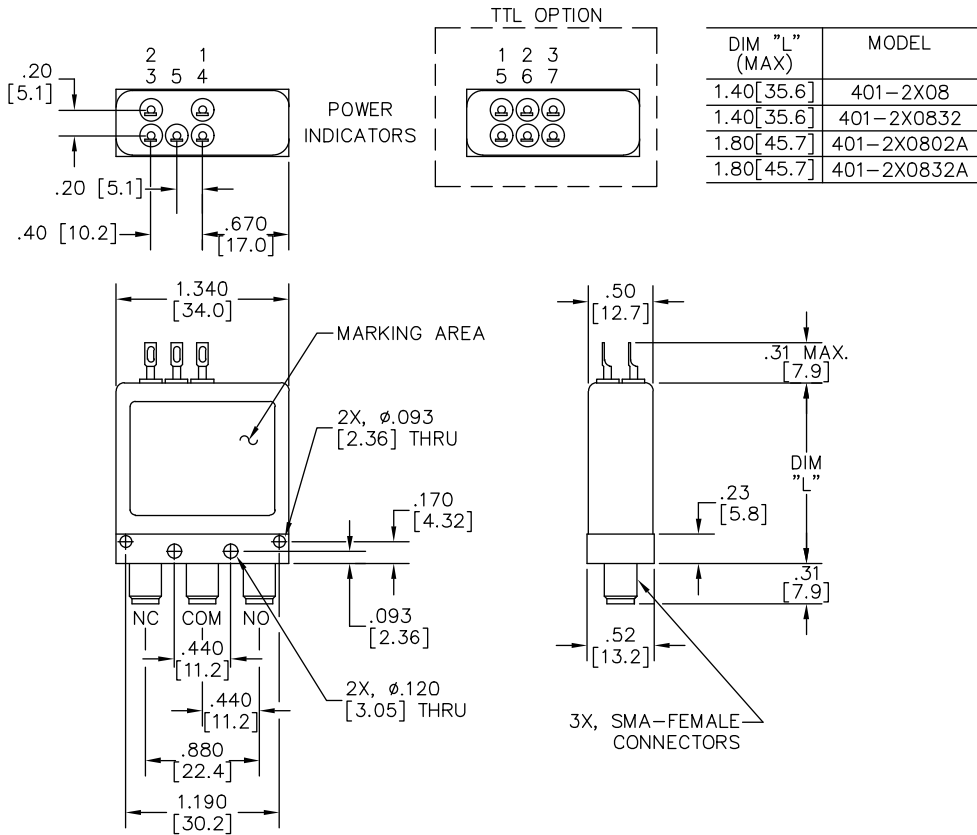 TTL OPTION
2 1
3 5 4
.20
[5.1]
POWER
INDICATORS
.20 [5.1]
.40 [10.2]
.670
[17.0]
1 2 3
5 6 7
DIM "L"
(MAX)
MODEL
1.40[35.6] 401-2X08
1.40[35.6] 401-2X0832
1.80[45.7] 401-2X0802A
1.80[45.7] 401-2X0832A
1.340
[34.0]
MARKING AREA
2X, ø.093
[2.36] THRU
.170
[4.32]
.093
[2.36]
NC COM NO
.440
[11.2]
.440
[11.2]
2X, ø.120
[3.05] THRU
.880
[22.4]
1.190
[30.2]
.50
[12.7]
.31 MAX.
[7.9]
DIM
"L"
.23
[5.8]
.31
[7.9]
.52
[13.2]
3X, SMA-FEMALE
CONNECTORS